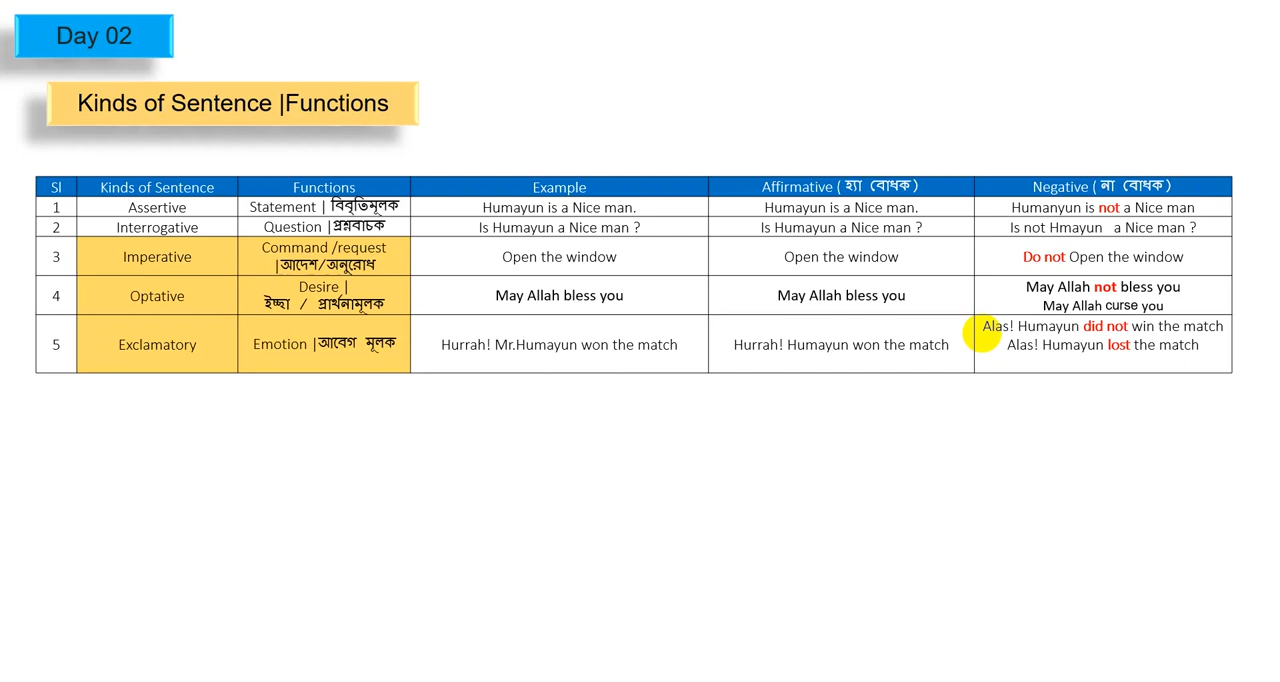 Day 02
Kinds of Sentence |Functions
Sl Kinds of Sentence Functions Example Affirmative ( হ্যা বোধক ) Negative ( না বোধক )
1 Assertive Statement | বিবৃতিমূলক Humayun is a Nice man. Humayun is a Nice man. Humanyun is not a Nice man
2 Interrogative Question |প্রশ্নবাচক Is Humayun a Nice man ? Is Humayun a Nice man ? Is not Hmayun a Nice man ?
3 Imperative Command /request |আদেশ/অনুরোধ Open the window Open the window Do not Open the window
4 Optative Desire | ইচ্ছা / প্রার্থনামূলক May Allah bless you May Allah bless you May Allah not bless you
May Allah curse you
5 Exclamatory Emotion |আবেগ মূলক Hurrah! Mr.Humayun won the match Hurrah! Humayun won the match Alas! Humayun did not win the match
Alas! Humayun lost the match